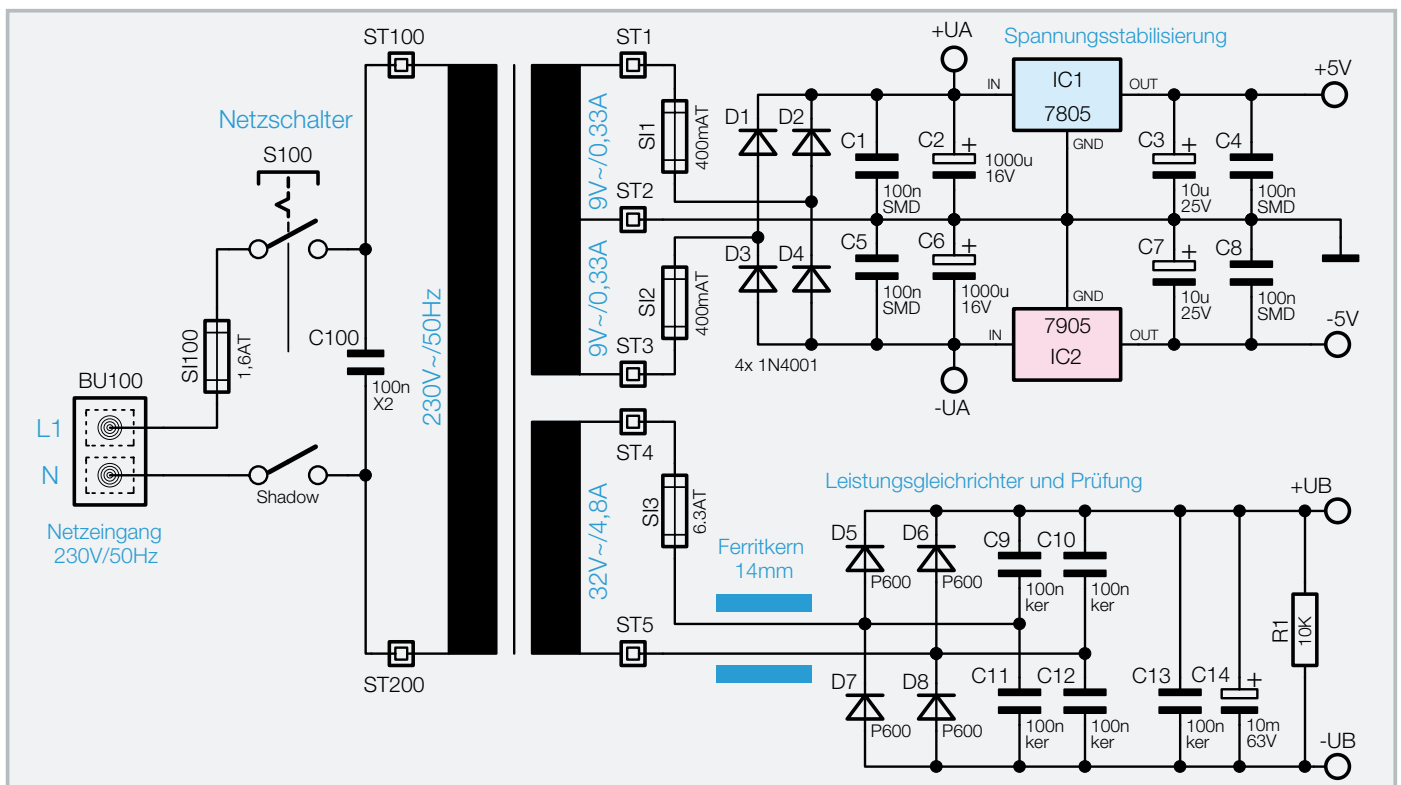 ST100
ST1
+UA
Spannungsstabilisierung
+5V
IN
IC1
7805
OUT
GND
Netzschalter
S100
SI1
400mAT
9V~/0,33A
D1
D2
C1
100n
SMD
C2
+
1000u
16V
C3
+
10u
25V
C4
100n
SMD
ST2
9V~/0,33A
SI2
400mAT
D3
D4
C5
100n
SMD
C6
+
1000u
16V
GND
C7
+
10u
25V
C8
100n
SMD
IN
7905
IC2
OUT
-5V
ST3
4x 1N4001
-UA
SI100
1,6AT
C100
100n
X2
230V~/50Hz
BU100
L1
N
Shadow
Netzeingang
230V/50Hz
ST4
SI3
6.3AT
32V~/4,8A
Leistungsgleichrichter und Prüfung
+UB
Ferritkern
14mm
D5
P600
D6
P600
C9
100n
ker
C10
100n
ker
ST5
R1
10K
ST200
D7
P600
D8
P600
C11
100n
ker
C12
100n
ker
C13
100n
ker
C14
+
10m
63V
-UB